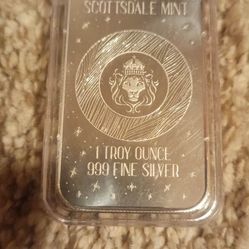 SCOTTSDALE MINT
1 TROY OUNCE
999 FINE SILVER